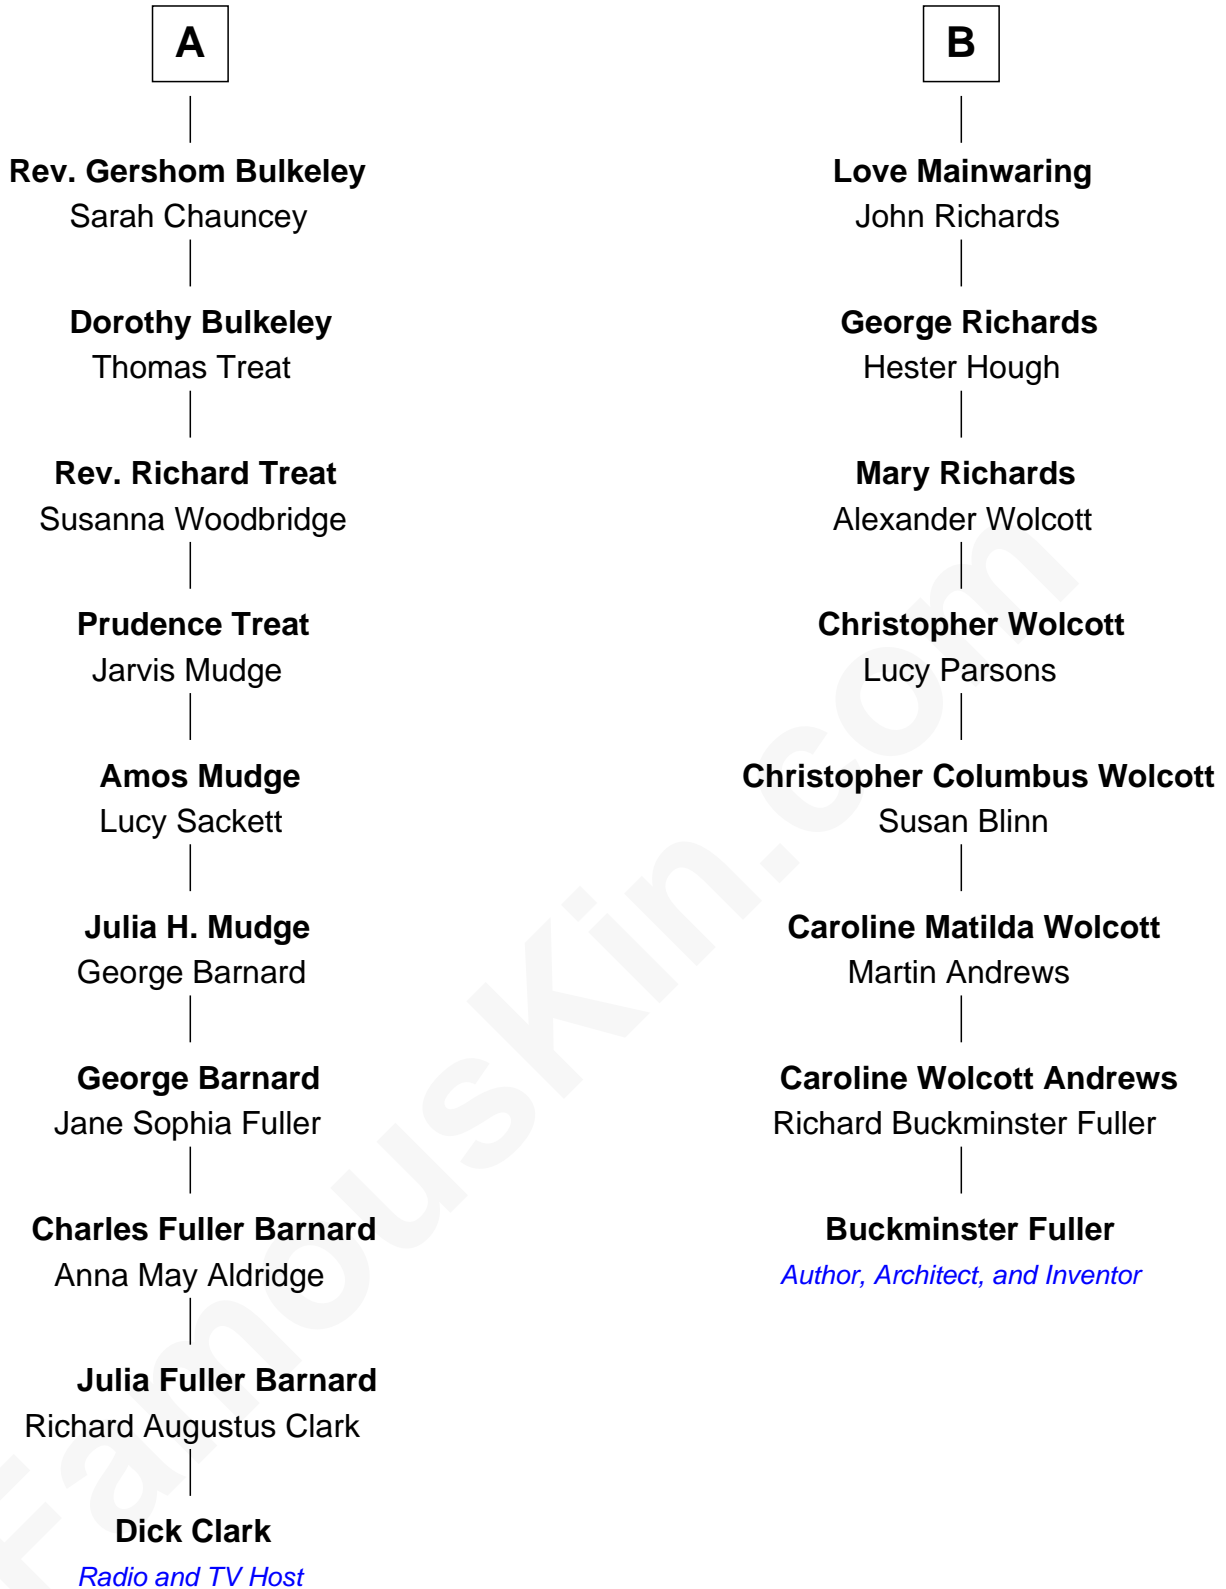 A
Rev. Gershom Bulkeley
Sarah Chauncey
Dorothy Bulkeley
Thomas Treat
Rev. Richard Treat
Susanna Woodbridge
Prudence Treat
Jarvis Mudge
Amos Mudge
Lucy Sackett
Julia H. Mudge
George Barnard
George Barnard
Jane Sophia Fuller
Charles Fuller Barnard
Anna May Aldridge
Julia Fuller Barnard
Richard Augustus Clark
Dick Clark
Radio and TV Host
B
Love Mainwaring
John Richards
George Richards
Hester Hough
Mary Richards
Alexander Wolcott
Christopher Wolcott
Lucy Parsons
Christopher Columbus Wolcott
Susan Blinn
Caroline Matilda Wolcott
Martin Andrews
Caroline Wolcott Andrews
Richard Buckminster Fuller
Buckminster Fuller
Author, Architect, and Inventor
FamousKin.com